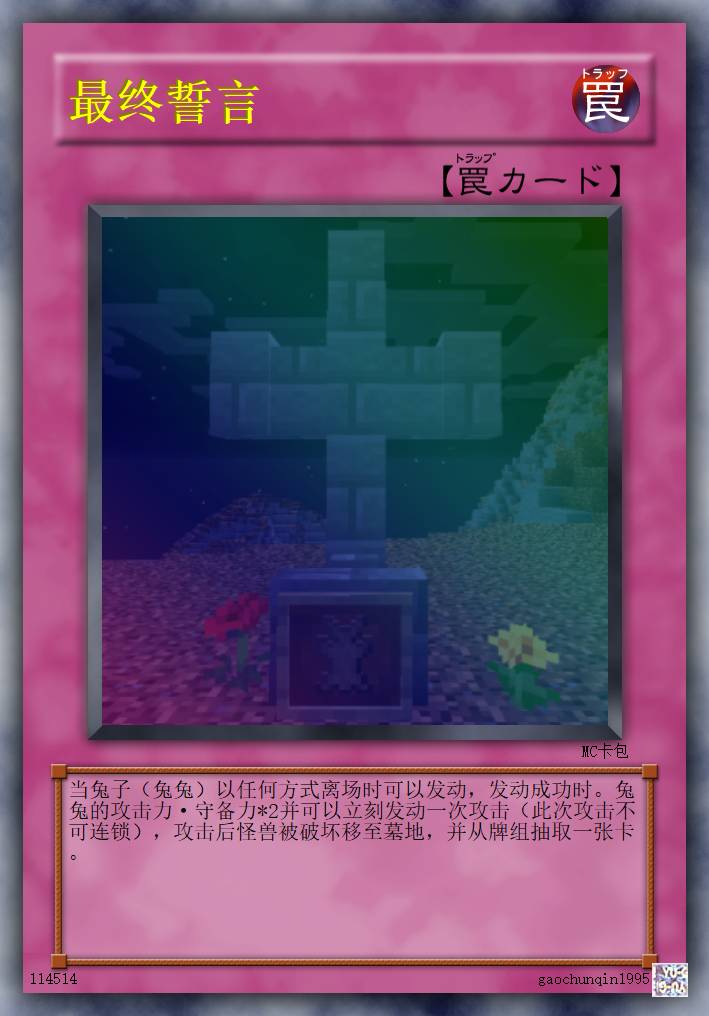 最终誓言
トラップ
罠
トラップ
【罠カード】
MC卡包
当兔子（兔兔）以任何方式离场时可以发动，发动成功时。兔
兔的攻击力·守备力*2并可以立刻发动一次攻击（此次攻击不
可连锁），攻击后怪兽被破坏移至墓地，并从牌组抽取一张卡
。
114514
gaochunqin1995